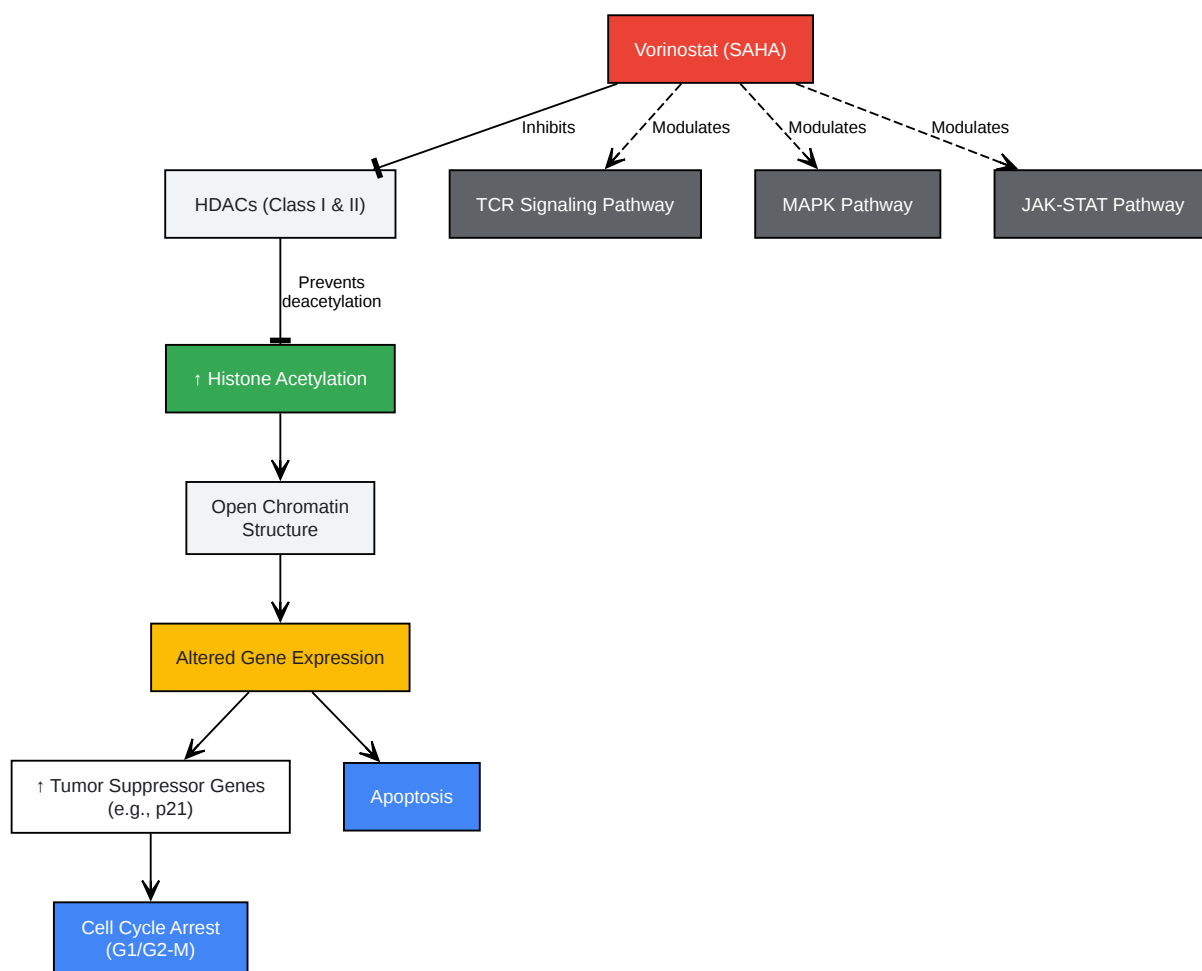 Vorinostat (SAHA)
Inhibits
Modulates
Modulates
Modulates
HDACs (Class I & II)
TCR Signaling Pathway
MAPK Pathway
JAK-STAT Pathway
Prevents
deacetylation
↑ Histone Acetylation
Open Chromatin
Structure
Altered Gene Expression
↑ Tumor Suppressor Genes
(e.g., p21)
Apoptosis
Cell Cycle Arrest
(G1/G2-M)